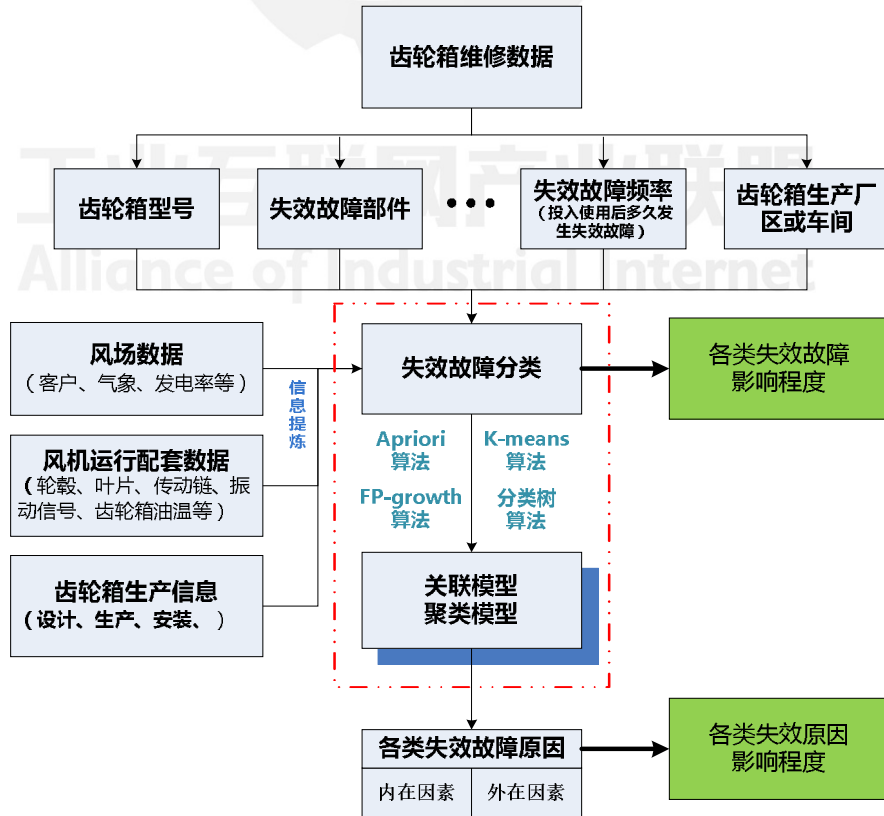 齿轮箱维修数据
工业互联网产业联盟
Alliance of Industrial Internet
齿轮箱型号
失效故障部件
•••
失效故障频率
（投入使用后多久发
生失效故障）
齿轮箱生产厂
区或车间
风场数据
（客户、气象、发电率等）
风机运行配套数据
（轮毂、叶片、传动链、振
动信号、齿轮箱油温等）
齿轮箱生产信息
（设计、生产、安装、）
信息提炼
失效故障分类
各类失效故障
影响程度
Apriori
算法
K-means
算法
FP-growth
算法
分类树
算法
关联模型
聚类模型
各类失效故障原因
内在因素
外在因素
各类失效原因
影响程度